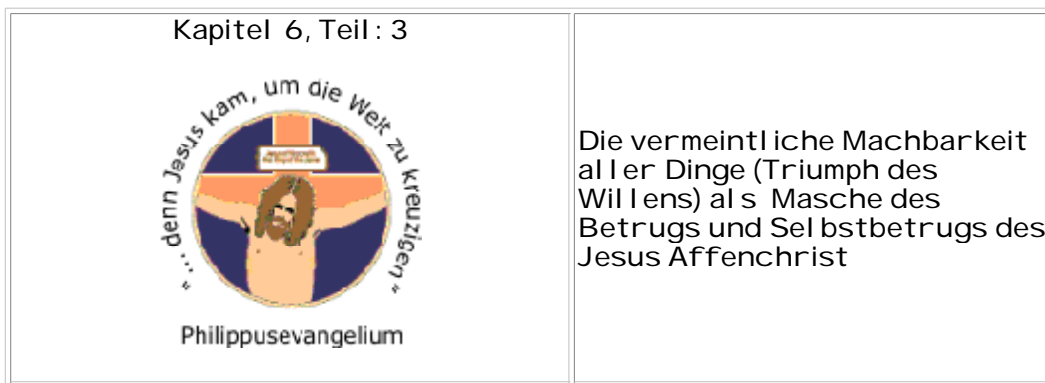 Kapitel 6, Teil: 3
"... denn Jesus kam, um die Welt zu kreuzigen"
Philippusevangelium
Die vermeintliche Machbarkeit
aller Dinge (Triumph des
Willens) als Masche des
Betrugs und Selbstbetrugs des
Jesus Affenchrist